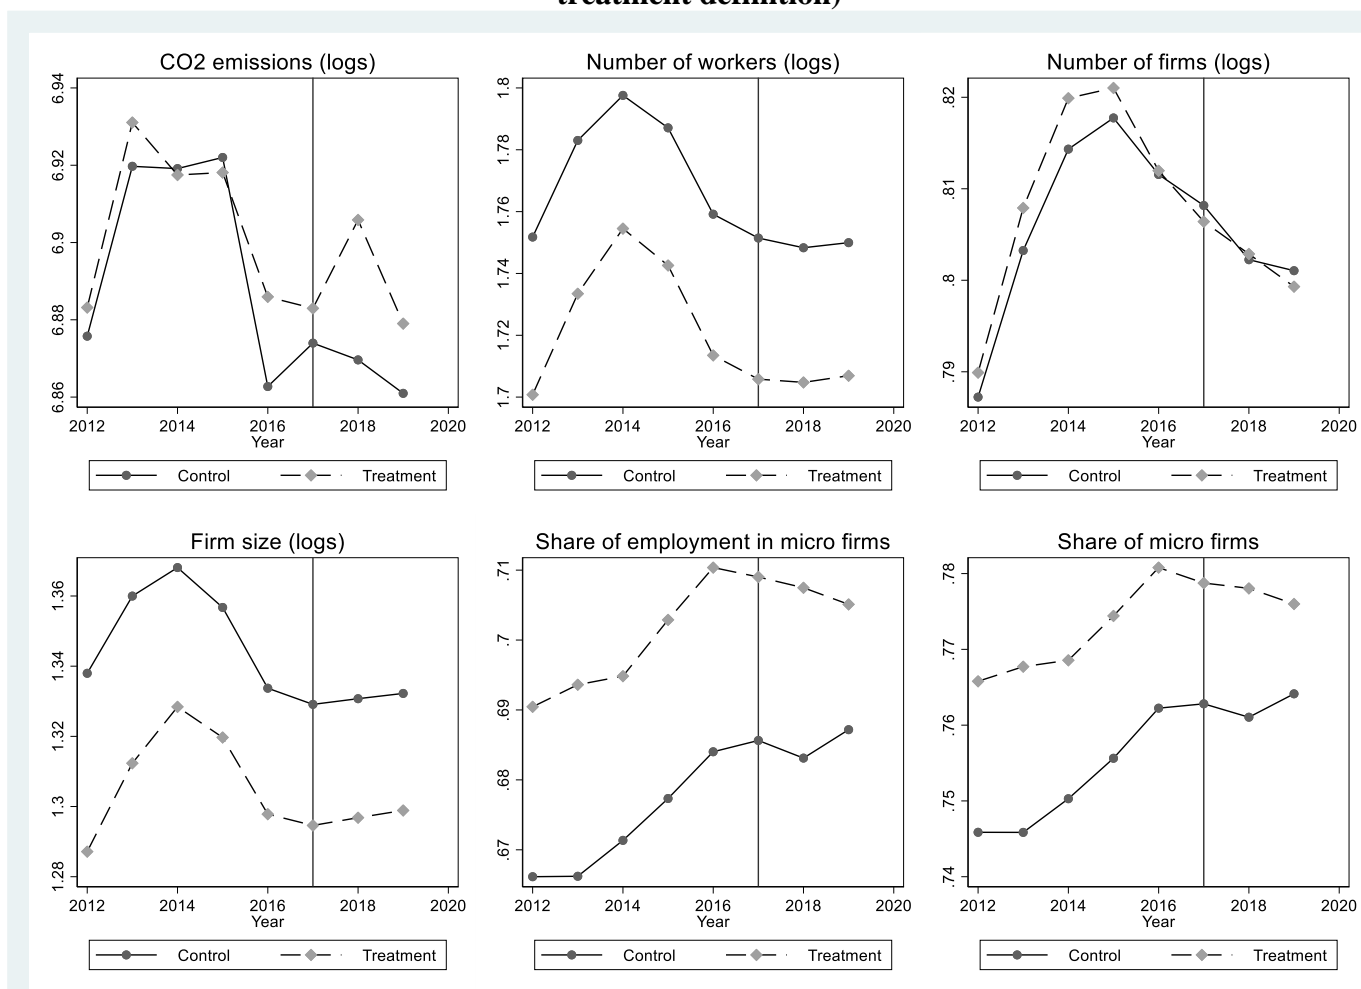 treatment definition)
CO2 emissions (logs)
6.94
6.92
6.9
6.88
6.86
2012 2014 2016 2018 2020
Year
Control Treatment
Number of workers (logs)
1.8
1.78
1.76
1.74
1.72
1.7
2012 2014 2016 2018 2020
Year
Control Treatment
Number of firms (logs)
.82
.81
.8
.79
2012 2014 2016 2018 2020
Year
Control Treatment
Firm size (logs)
1.36
1.34
1.32
1.3
1.28
2012 2014 2016 2018 2020
Year
Control Treatment
Share of employment in micro firms
.71
.7
.69
.68
.67
2012 2014 2016 2018 2020
Year
Control Treatment
Share of micro firms
.78
.77
.76
.75
.74
2012 2014 2016 2018 2020
Year
Control Treatment